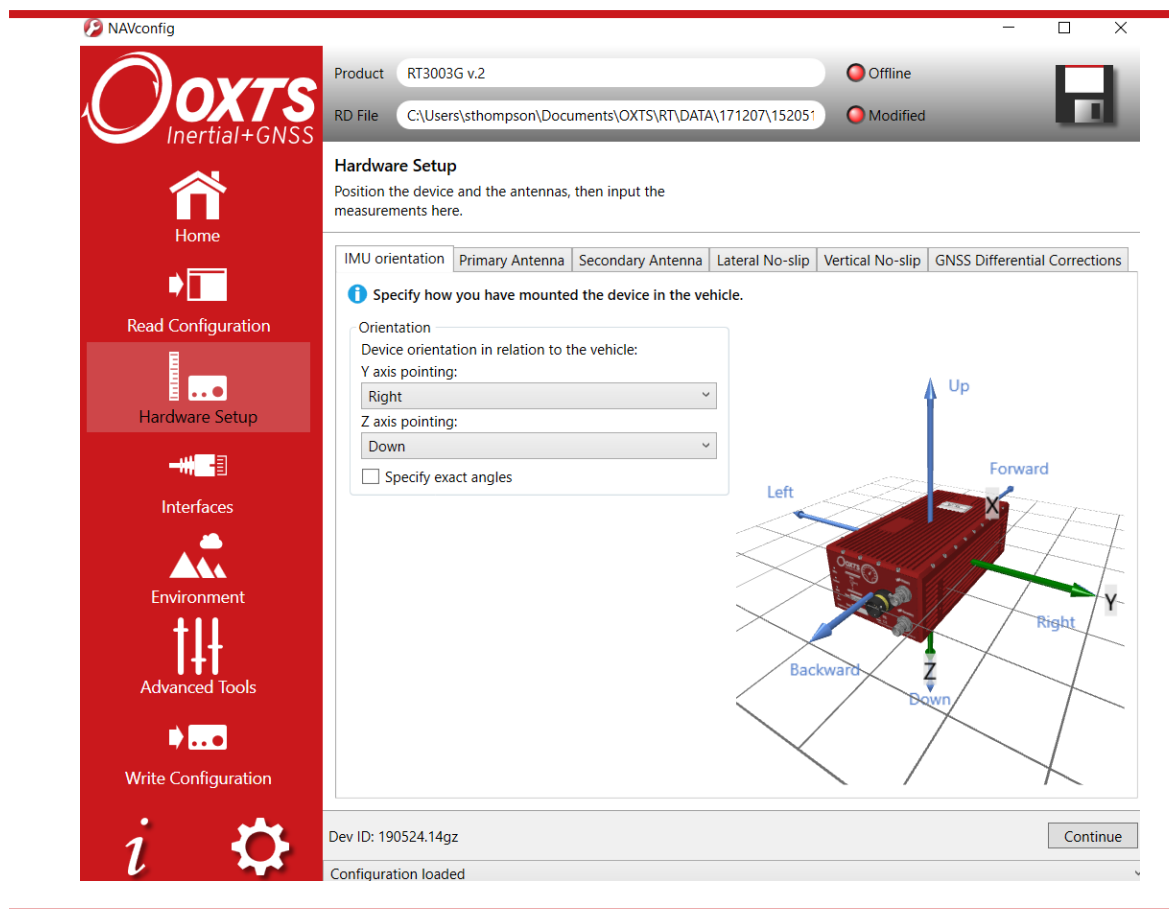 NAVconfig
OXTS
Inertial+GNSS
Product RT3003G v.2 Offline
RD File C:\Users\sthompson\Documents\OXTS\RT\DATA\171207\152051 Modified
Hardware Setup
Position the device and the antennas, then input the
measurements here.
Home
Read Configuration
Hardware Setup
Interfaces
Environment
Advanced Tools
Write Configuration
IMU orientation Primary Antenna Secondary Antenna Lateral No-slip Vertical No-slip GNSS Differential Corrections
Specify how you have mounted the device in the vehicle.
Orientation
Device orientation in relation to the vehicle:
Y axis pointing:
Right
Z axis pointing:
Down
Specify exact angles
Up
Forward
X
Left
OXTS
Y
Right
Backward
Z
Down
Dev ID: 190524.14gz
Continue
Configuration loaded